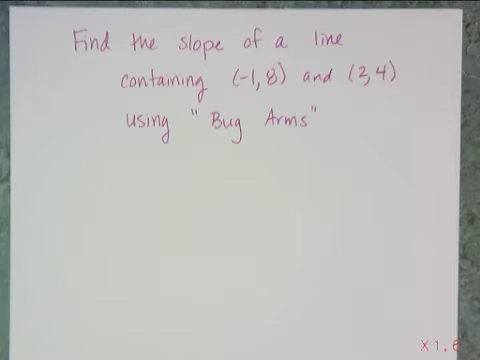 Find the slope of a line
containing (-1, 8) and (2, 4)
using "Bug Arms"